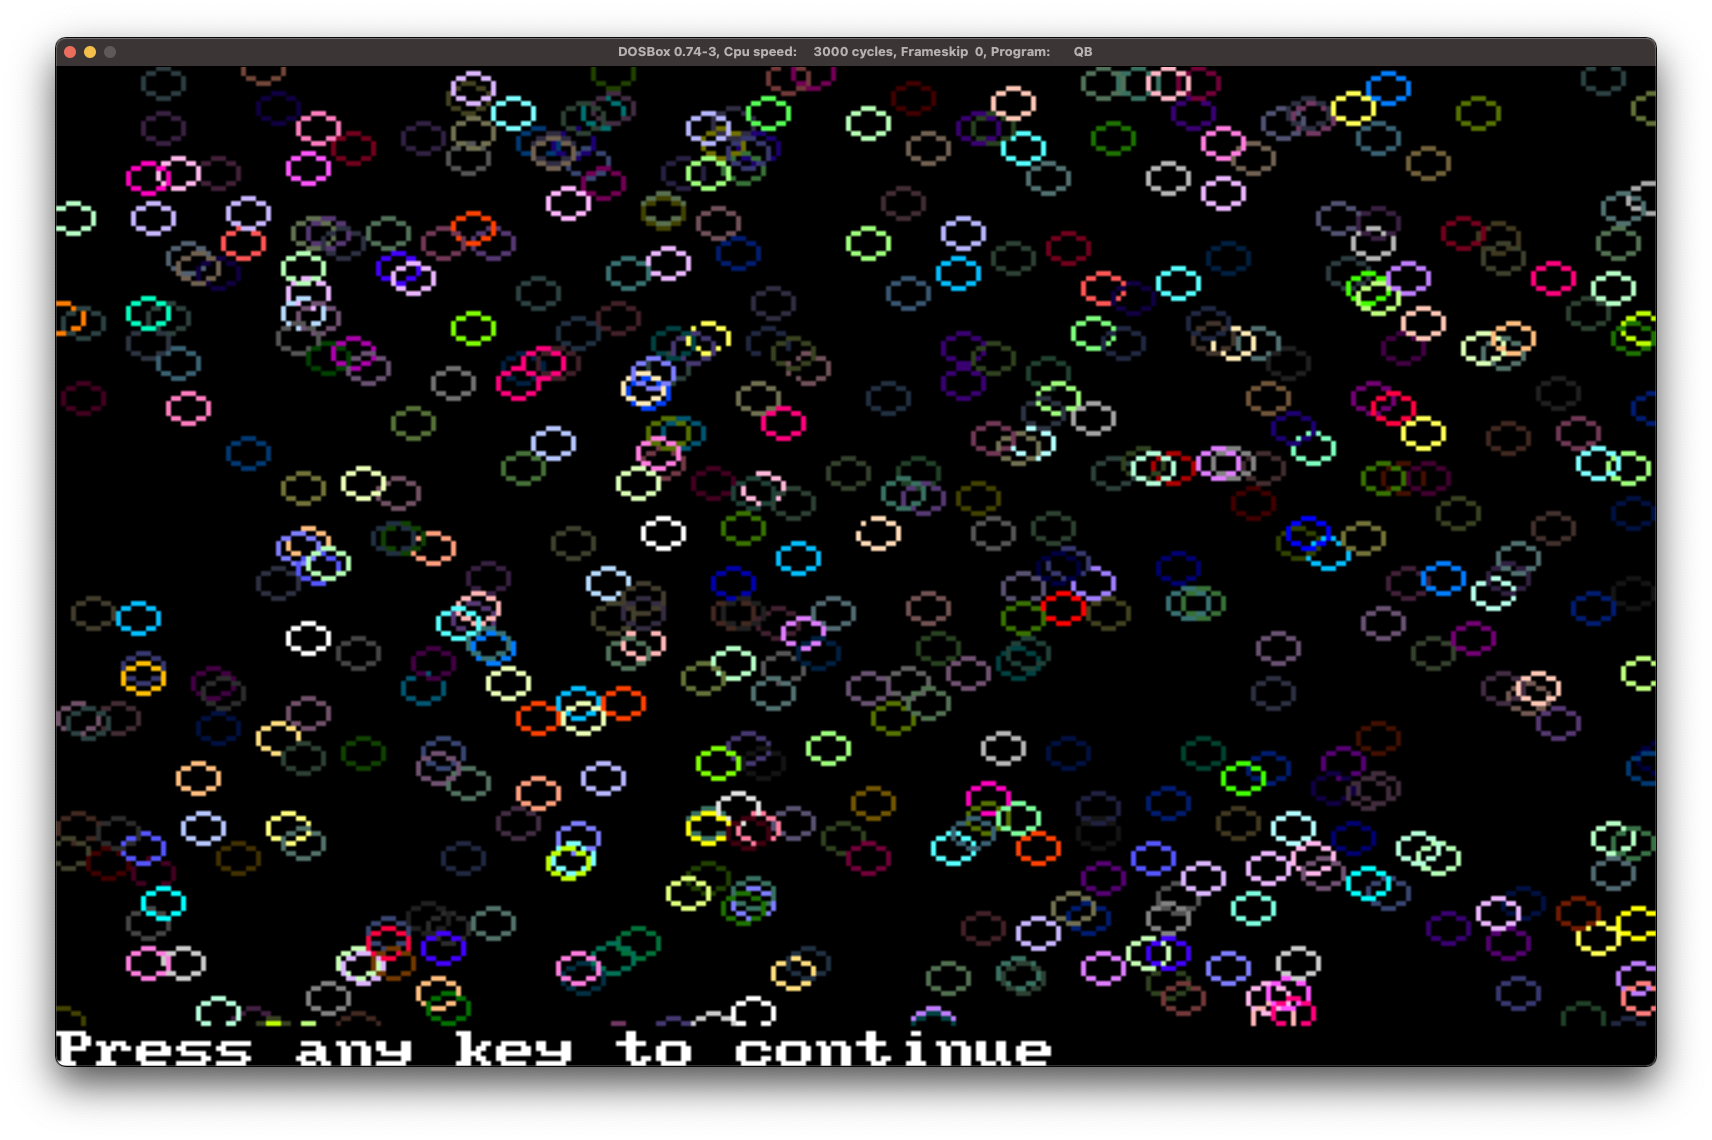 DOSBox 0.74-3, Cpu speed: 3000 cycles, Frameskip 0, Program: QB
Press any key to continue